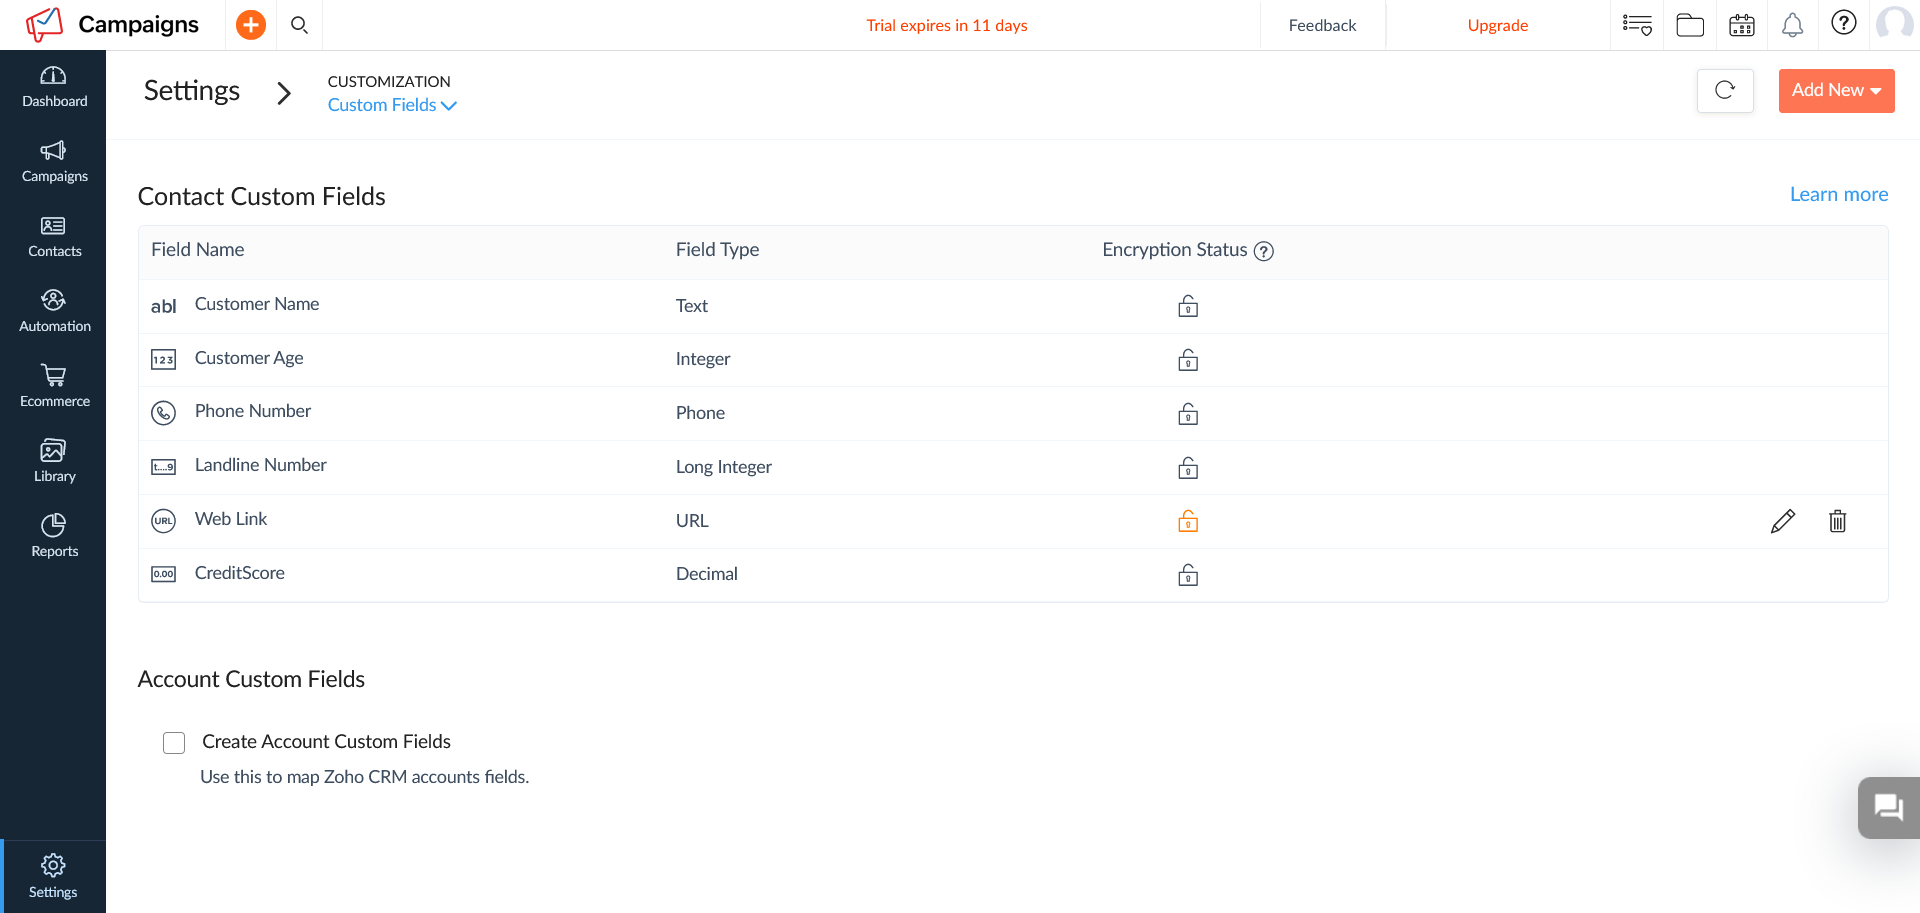 Campaigns
Trial expires in 11 days
Feedback
Upgrade
Dashboard
Campaigns
Contacts
Automation
Ecommerce
Library
Reports
Settings
Settings
CUSTOMIZATION
Custom Fields
Add New
Contact Custom Fields
Learn more
Field Name Field Type Encryption Status ?
abl Customer Name Text
123 Customer Age Integer
Phone Number Phone
t....9 Landline Number Long Integer
URL Web Link URL
0.00 CreditScore Decimal
Account Custom Fields
Create Account Custom Fields
Use this to map Zoho CRM accounts fields.